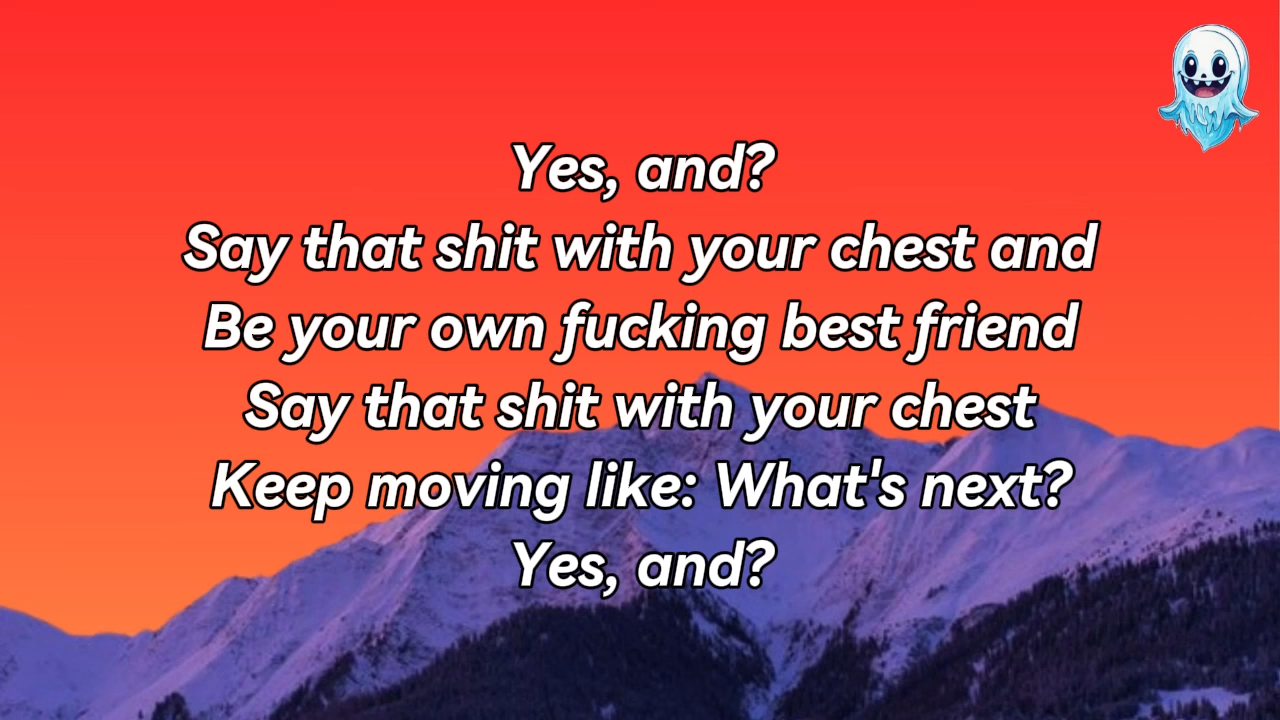 Yes, and?
Say that shit with your chest and
Be your own fucking best friend
Say that shit with your chest
Keep moving like: What's next?
Yes, and?